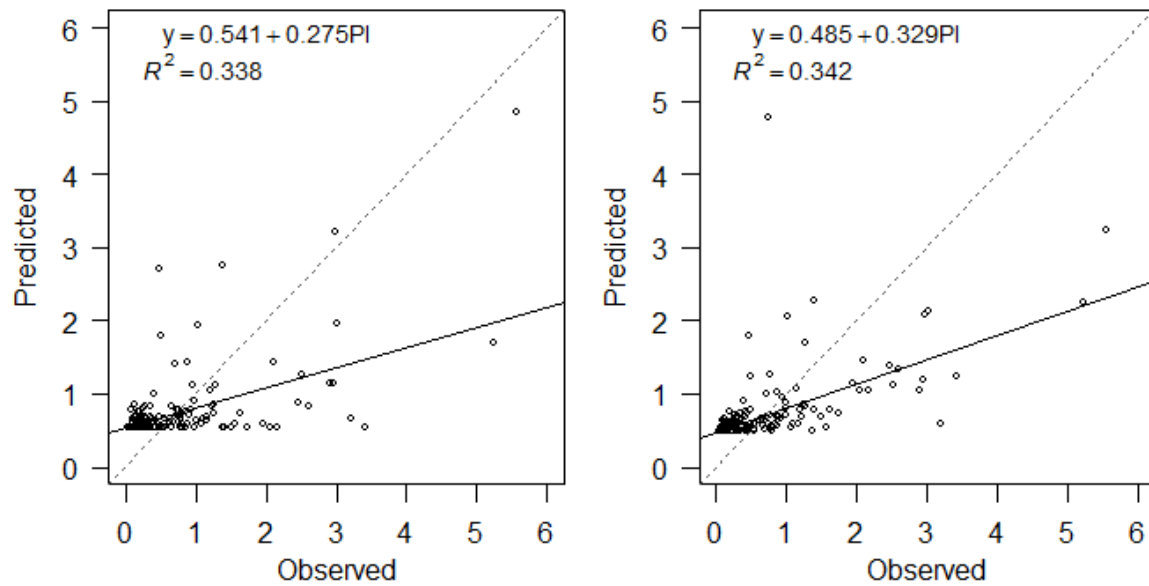 y = 0.541 + 0.275PI
R² = 0.338
6
5
4
3
2
1
0
Predicted
0 1 2 3 4 5 6
Observed
y = 0.485 + 0.329PI
R² = 0.342
6
5
4
3
2
1
0
Predicted
0 1 2 3 4 5 6
Observed